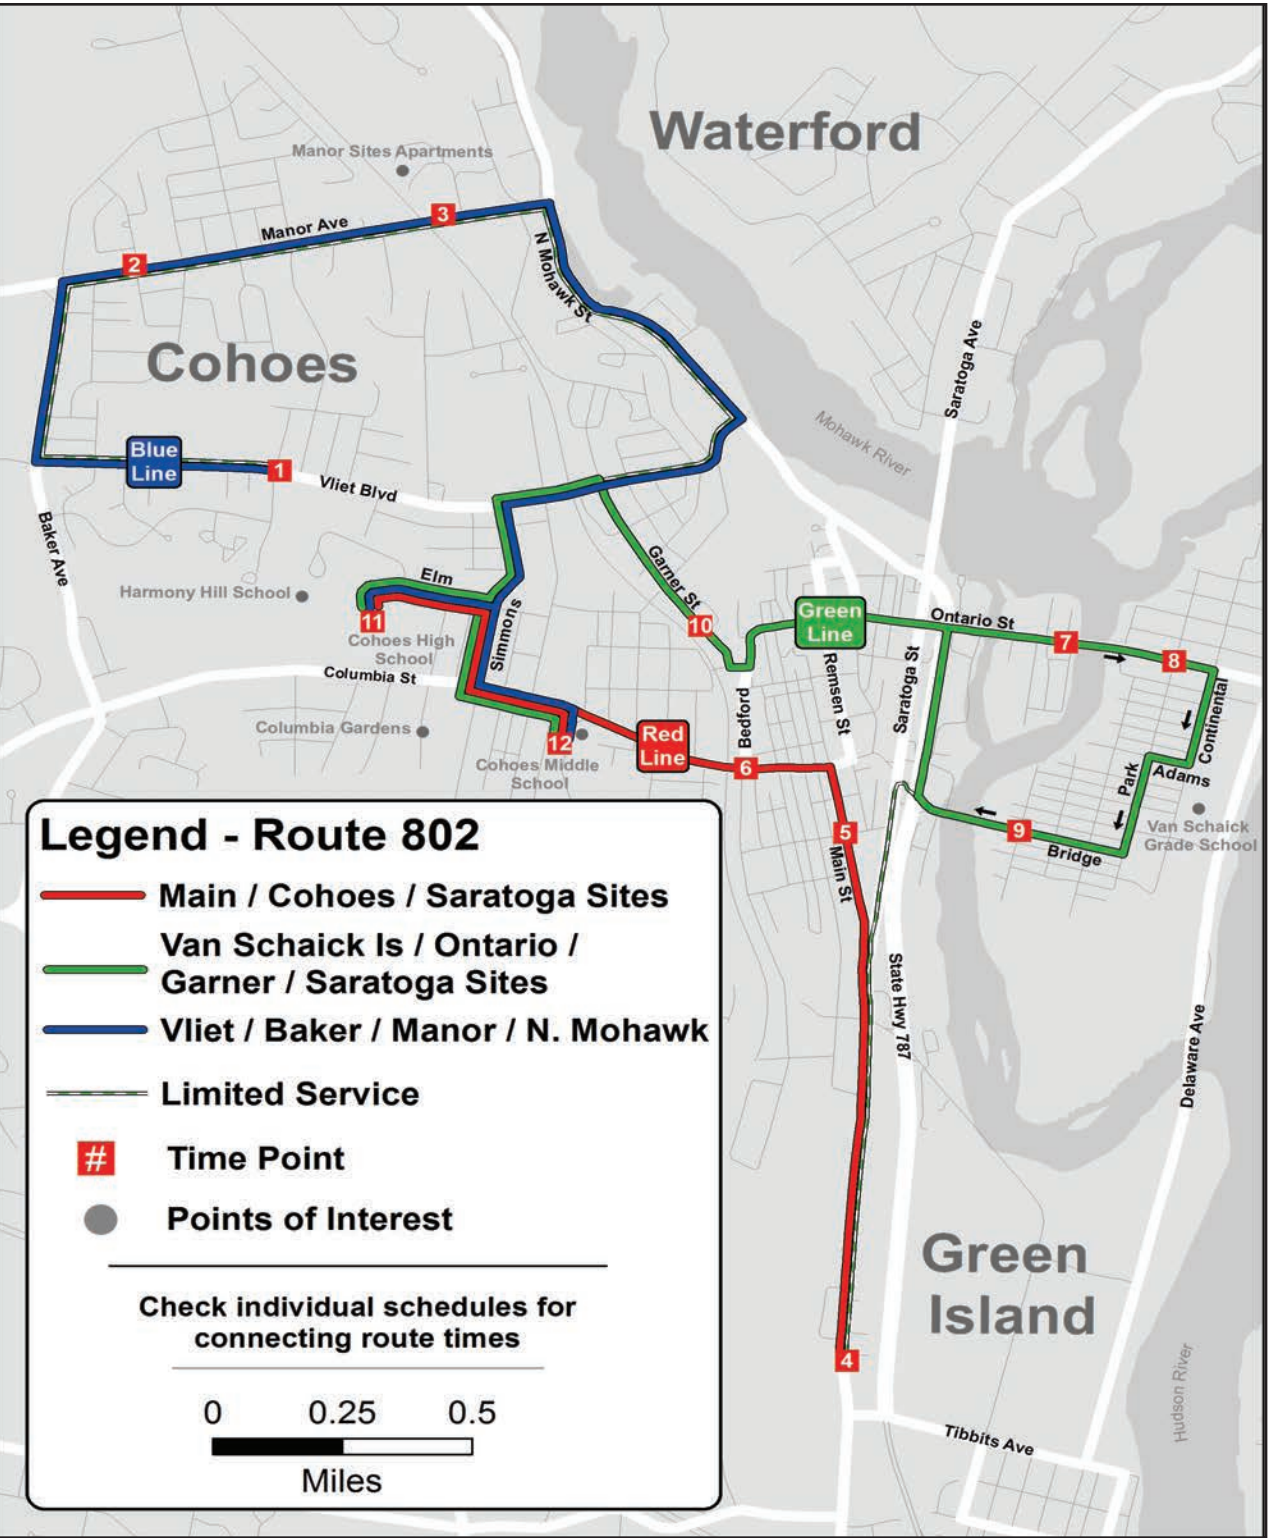 Waterford
Manor Sites Apartments
3
Manor Ave
2
N Mohawk St
Cohoes
Saratoga Ave
Mohawk River
Blue
Line
1
Vliet Blvd
Baker Ave
Elm
Garner St
Harmony Hill School
11
Simmons
10
Green
Line
Ontario St
7
8
Cohoes High
School
Columbia St
Remsen St
Saratoga St
Continental
Bedford
Columbia Gardens
12
Red
Line
6
Cohoes Middle
School
Park
Adams
Van Schaick
Grade School
5
9
Bridge
Main St
State Hwy 787
Delaware Ave
Green
Island
4
Hudson River
Tibbits Ave
Legend - Route 802
Main / Cohoes / Saratoga Sites
Van Schaick Is / Ontario /
Garner / Saratoga Sites
Vliet / Baker / Manor / N. Mohawk
Limited Service
# Time Point
Points of Interest
Check individual schedules for
connecting route times
0 0.25 0.5
Miles